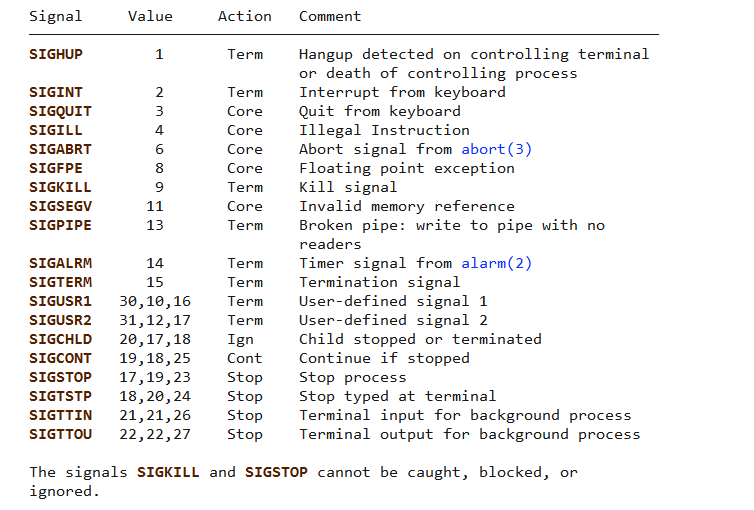 Signal Value Action Comment
SIGHUP 1 Term Hangup detected on controlling terminal
or death of controlling process
SIGINT 2 Term Interrupt from keyboard
SIGQUIT 3 Core Quit from keyboard
SIGILL 4 Core Illegal Instruction
SIGABRT 6 Core Abort signal from abort(3)
SIGFPE 8 Core Floating point exception
SIGKILL 9 Term Kill signal
SIGSEGV 11 Core Invalid memory reference
SIGPIPE 13 Term Broken pipe: write to pipe with no
readers
SIGALRM 14 Term Timer signal from alarm(2)
SIGTERM 15 Term Termination signal
SIGUSR1 30,10,16 Term User-defined signal 1
SIGUSR2 31,12,17 Term User-defined signal 2
SIGCHLD 20,17,18 Ign Child stopped or terminated
SIGCONT 19,18,25 Cont Continue if stopped
SIGSTOP 17,19,23 Stop Stop process
SIGTSTP 18,20,24 Stop Stop typed at terminal
SIGTTIN 21,21,26 Stop Terminal input for background process
SIGTTOU 22,22,27 Stop Terminal output for background process
The signals SIGKILL and SIGSTOP cannot be caught, blocked, or
ignored.